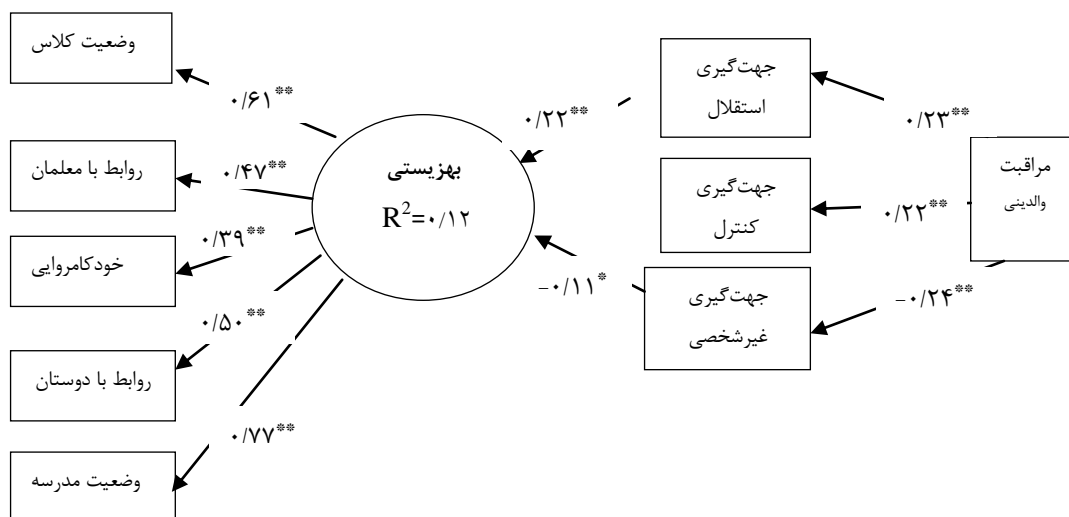 وضعیت کلاس
۰/۶۱**
روابط با معلمان
۰/۴۷**
خودکامروایی
۰/۳۹**
روابط با دوستان
۰/۵۰**
وضعیت مدرسه
۰/۷۷**
بهزیستی
R²=۰/۱۲
۰/۲۲**
-۰/۱۱*
جهت‌گیری
استقلال
جهت‌گیری
کنترل
جهت‌گیری
غیرشخصی
۰/۲۳**
۰/۲۲**
-۰/۲۴**
مراقبت
والدینی